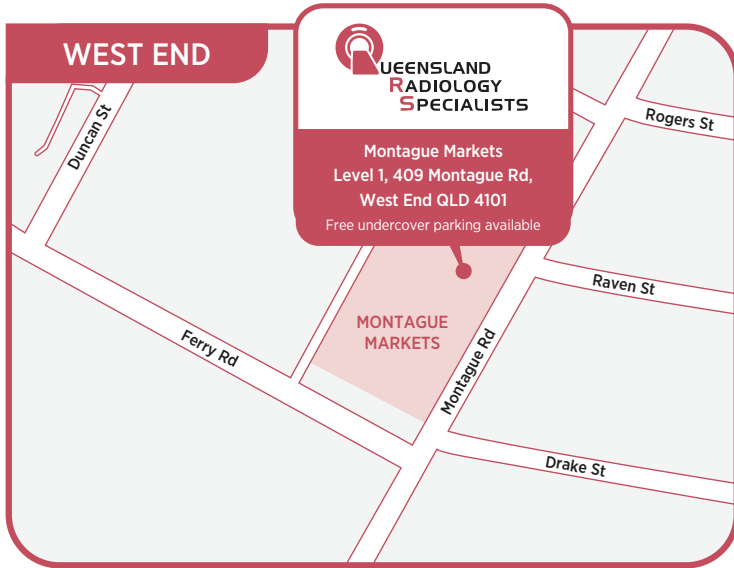 WEST END
QUEENSLAND
RADIOLOGY
SPECIALISTS
Montague Markets
Level 1, 409 Montague Rd,
West End QLD 4101
Free undercover parking available
Duncan St
Rogers St
Raven St
MONTAGUE
MARKETS
Ferry Rd
Montague Rd
Drake St